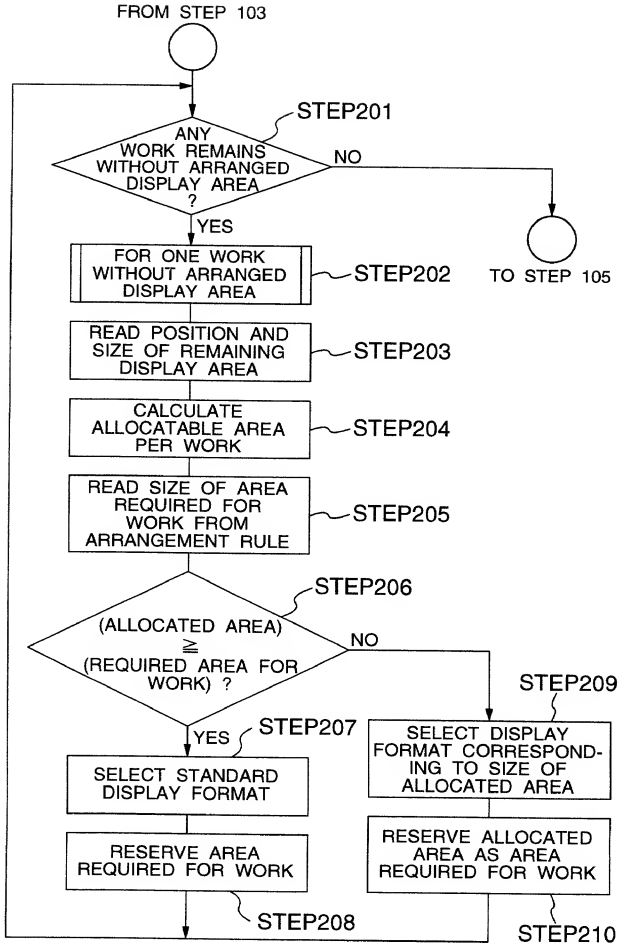 FROM STEP 103
STEP201
ANY
WORK REMAINS
WITHOUT ARRANGED
DISPLAY AREA
?
NO
YES
TO STEP 105
FOR ONE WORK
WITHOUT ARRANGED
DISPLAY AREA
STEP202
READ POSITION AND
SIZE OF REMAINING
DISPLAY AREA
STEP203
CALCULATE
ALLOCATABLE AREA
PER WORK
STEP204
READ SIZE OF AREA
REQUIRED FOR
WORK FROM
ARRANGEMENT RULE
STEP205
STEP206
(ALLOCATED AREA)
≧
(REQUIRED AREA FOR
WORK) ?
NO
YES
STEP207
SELECT STANDARD
DISPLAY FORMAT
RESERVE AREA
REQUIRED FOR WORK
STEP208
STEP209
SELECT DISPLAY
FORMAT CORRESPOND-
ING TO SIZE OF
ALLOCATED AREA
RESERVE ALLOCATED
AREA AS AREA
REQUIRED FOR WORK
STEP210